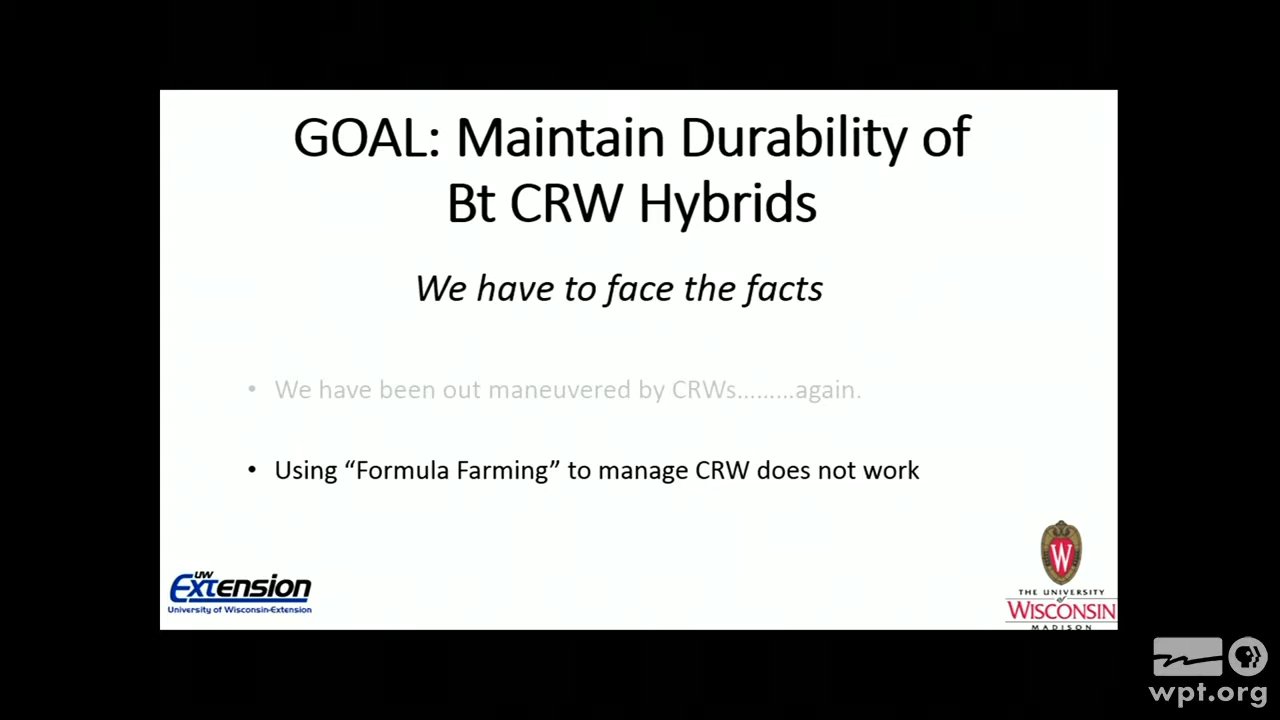 GOAL: Maintain Durability of
Bt CRW Hybrids
We have to face the facts
• We have been out maneuvered by CRWs.........again.
• Using “Formula Farming” to manage CRW does not work
UW
Extension
University of Wisconsin-Extension
W
THE UNIVERSITY
of
WISCONSIN
MADISON
wpt.org